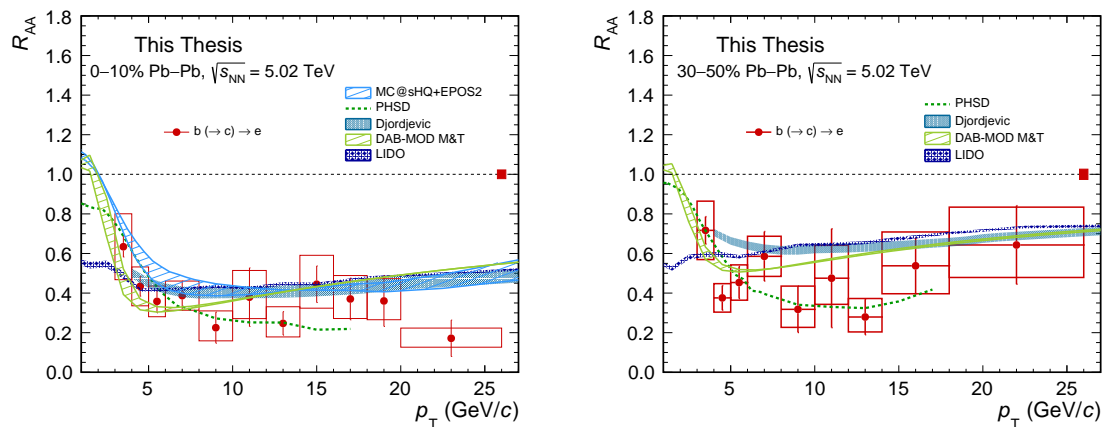 R_AA
1.8
1.6
1.4
1.2
1.0
0.8
0.6
0.4
0.2
0.0
This Thesis
0−10% Pb−Pb, √s_NN = 5.02 TeV
MC@sHQ+EPOS2
PHSD
Djordjevic
DAB-MOD M&T
LIDO
b (→ c) → e
5 10 15 20 25
p_T (GeV/c)
R_AA
1.8
1.6
1.4
1.2
1.0
0.8
0.6
0.4
0.2
0.0
This Thesis
30−50% Pb−Pb, √s_NN = 5.02 TeV
PHSD
Djordjevic
DAB-MOD M&T
LIDO
b (→ c) → e
5 10 15 20 25
p_T (GeV/c)